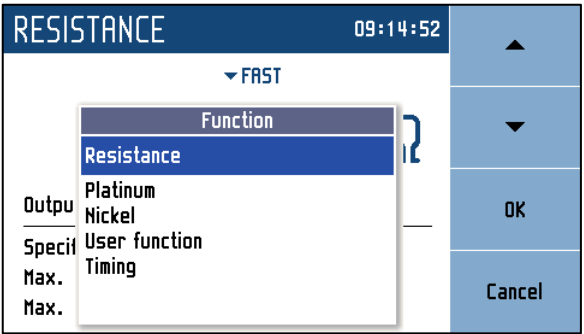 RESISTANCE 09:14:52
FAST
Function
Resistance
Platinum
Nickel
User function
Timing
Outpu
Specif
Max.
Max.
OK
Cancel